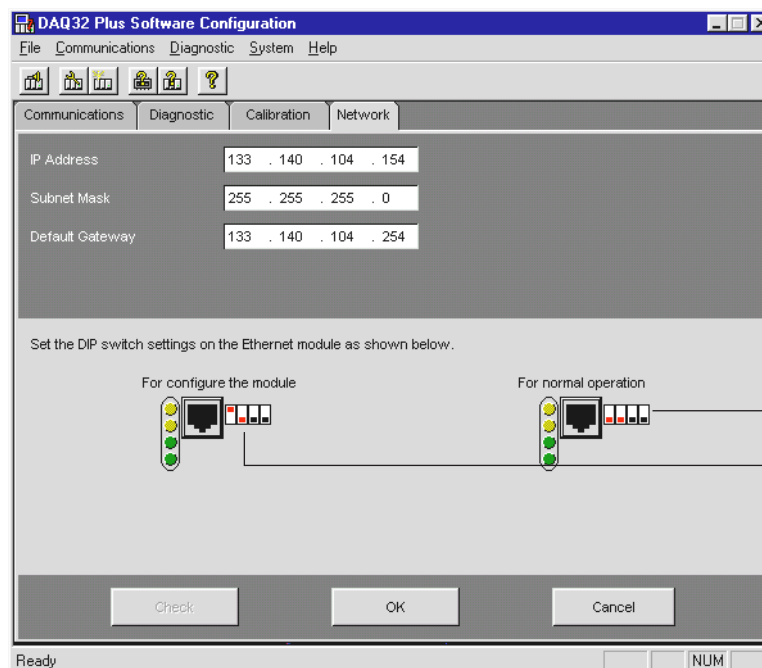 DAQ32 Plus Software Configuration
File Communications Diagnostic System Help
Communications Diagnostic Calibration Network
IP Address 133 . 140 . 104 . 154
Subnet Mask 255 . 255 . 255 . 0
Default Gateway 133 . 140 . 104 . 254
Set the DIP switch settings on the Ethernet module as shown below.
For configure the module For normal operation
Check OK Cancel
Ready NUM